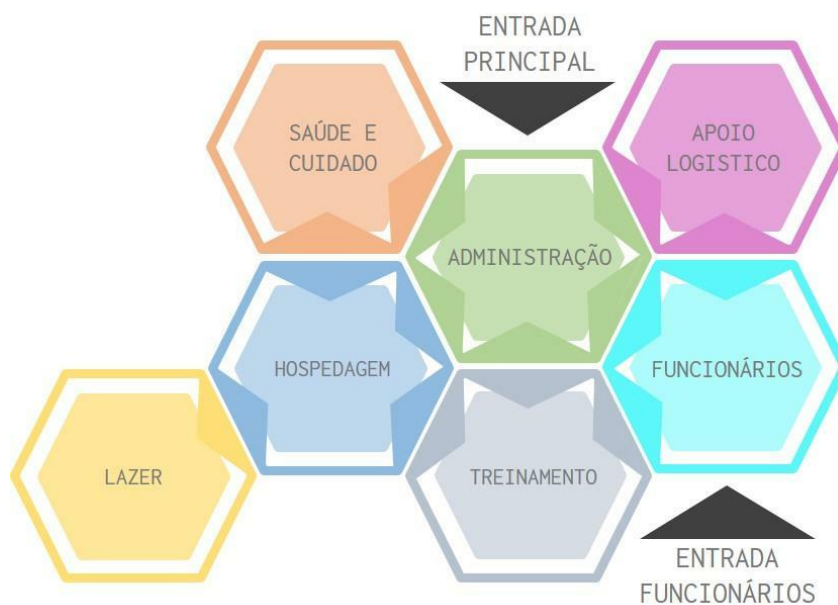 ENTRADA
PRINCIPAL
SAÚDE E
CUIDADO
APOIO
LOGISTICO
ADMINISTRAÇÃO
HOSPEDAGEM
FUNCIONÁRIOS
LAZER
TREINAMENTO
ENTRADA
FUNCIONÁRIOS